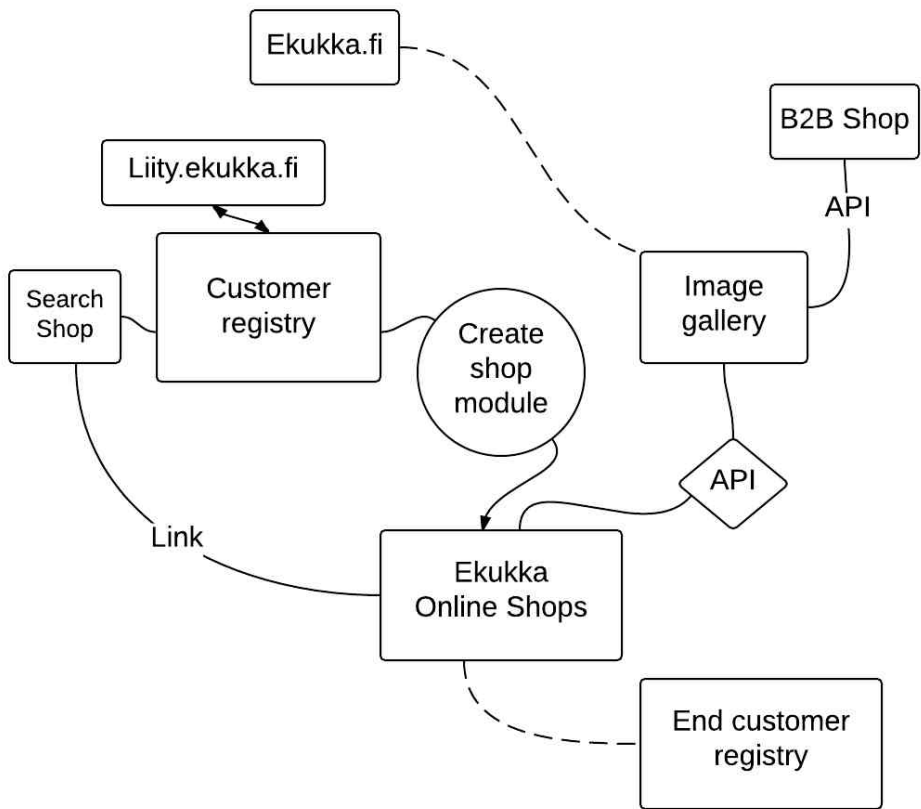 Ekukka.fi
B2B Shop
Liity.ekukka.fi
API
Search
Shop
Customer
registry
Image
gallery
Create
shop
module
API
Link
Ekukka
Online Shops
End customer
registry